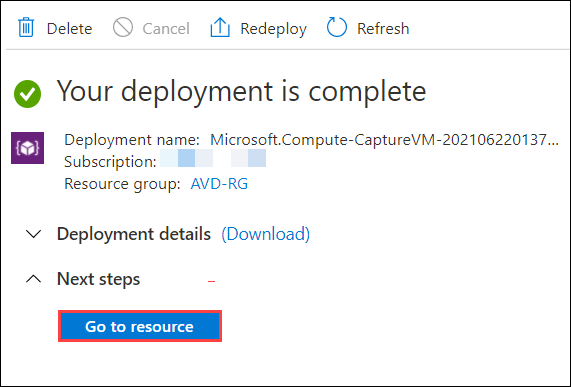 Delete Cancel Redeploy Refresh
Your deployment is complete
Deployment name: Microsoft.Compute-CaptureVM-202106220137...
Subscription:
Resource group: AVD-RG
Deployment details (Download)
Next steps
Go to resource